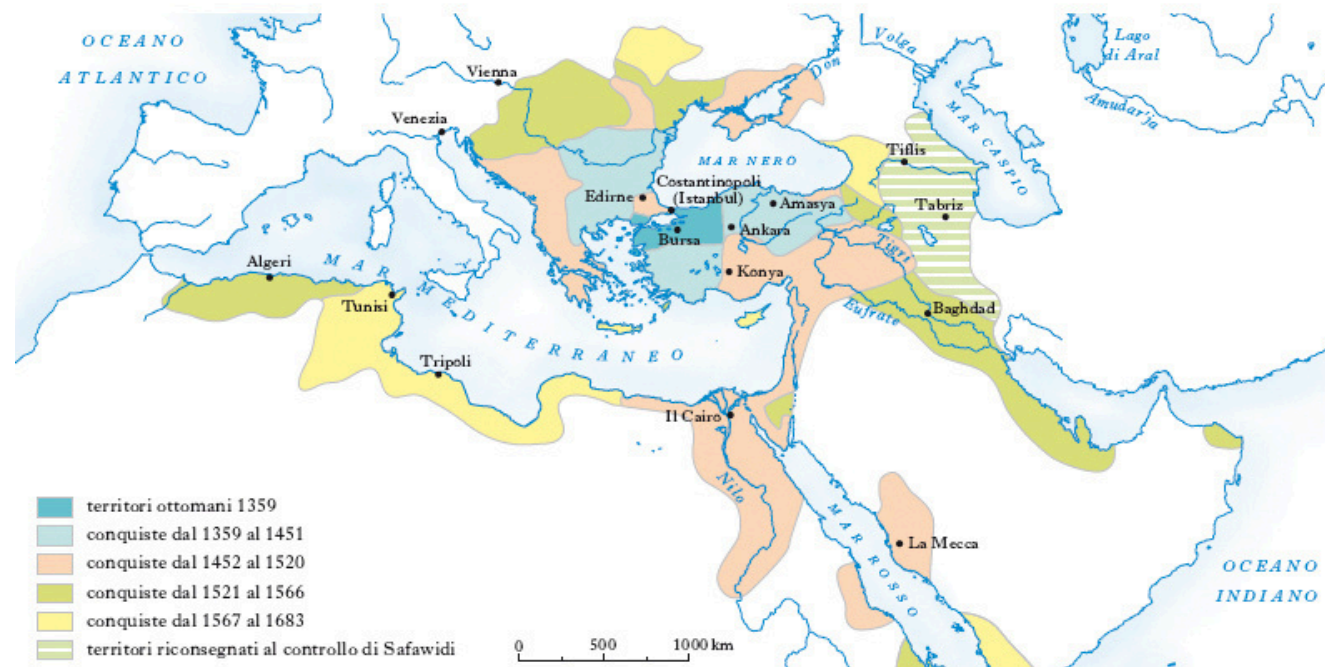 OCEANO
ATLANTICO
Vienna
Venezia
Volga
Don
Lago
di Aral
Amudar'ja
MAR CASPIO
MAR NERO
Tiflis
Costantinopoli
(Istanbul)
Edirne
Amasya
Tabriz
Bursa
Ankara
Tigri
Konya
Algeri
Tunisi
MAR MEDITERRANEO
Eufrate
Baghdad
Tripoli
Il Cairo
Nilo
MAR ROSSO
La Mecca
OCEANO
INDIANO
territori ottomani 1359
conquiste dal 1359 al 1451
conquiste dal 1452 al 1520
conquiste dal 1521 al 1566
conquiste dal 1567 al 1683
territori riconsegnati al controllo di Safawidi
0 500 1000 km